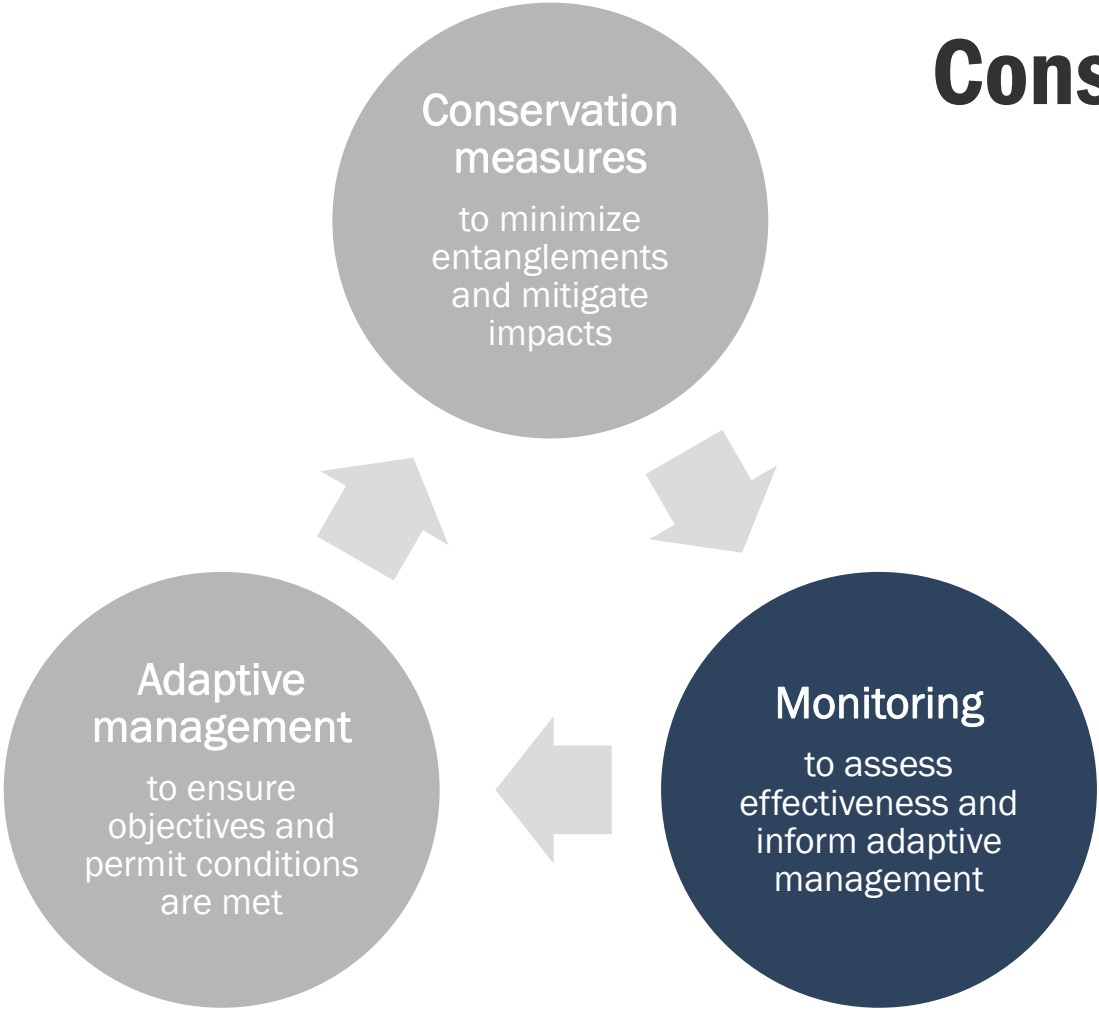 Cons
Conservation
measures
to minimize
entanglements
and mitigate
impacts
Adaptive
management
to ensure
objectives and
permit conditions
are met
Monitoring
to assess
effectiveness and
inform adaptive
management